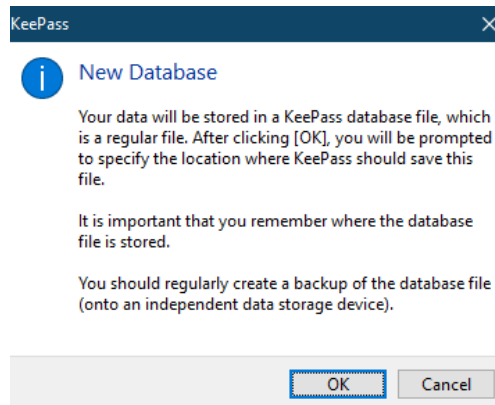 KeePass
New Database
Your data will be stored in a KeePass database file, which
is a regular file. After clicking [OK], you will be prompted
to specify the location where KeePass should save this
file.
It is important that you remember where the database
file is stored.
You should regularly create a backup of the database file
(onto an independent data storage device).
OK
Cancel